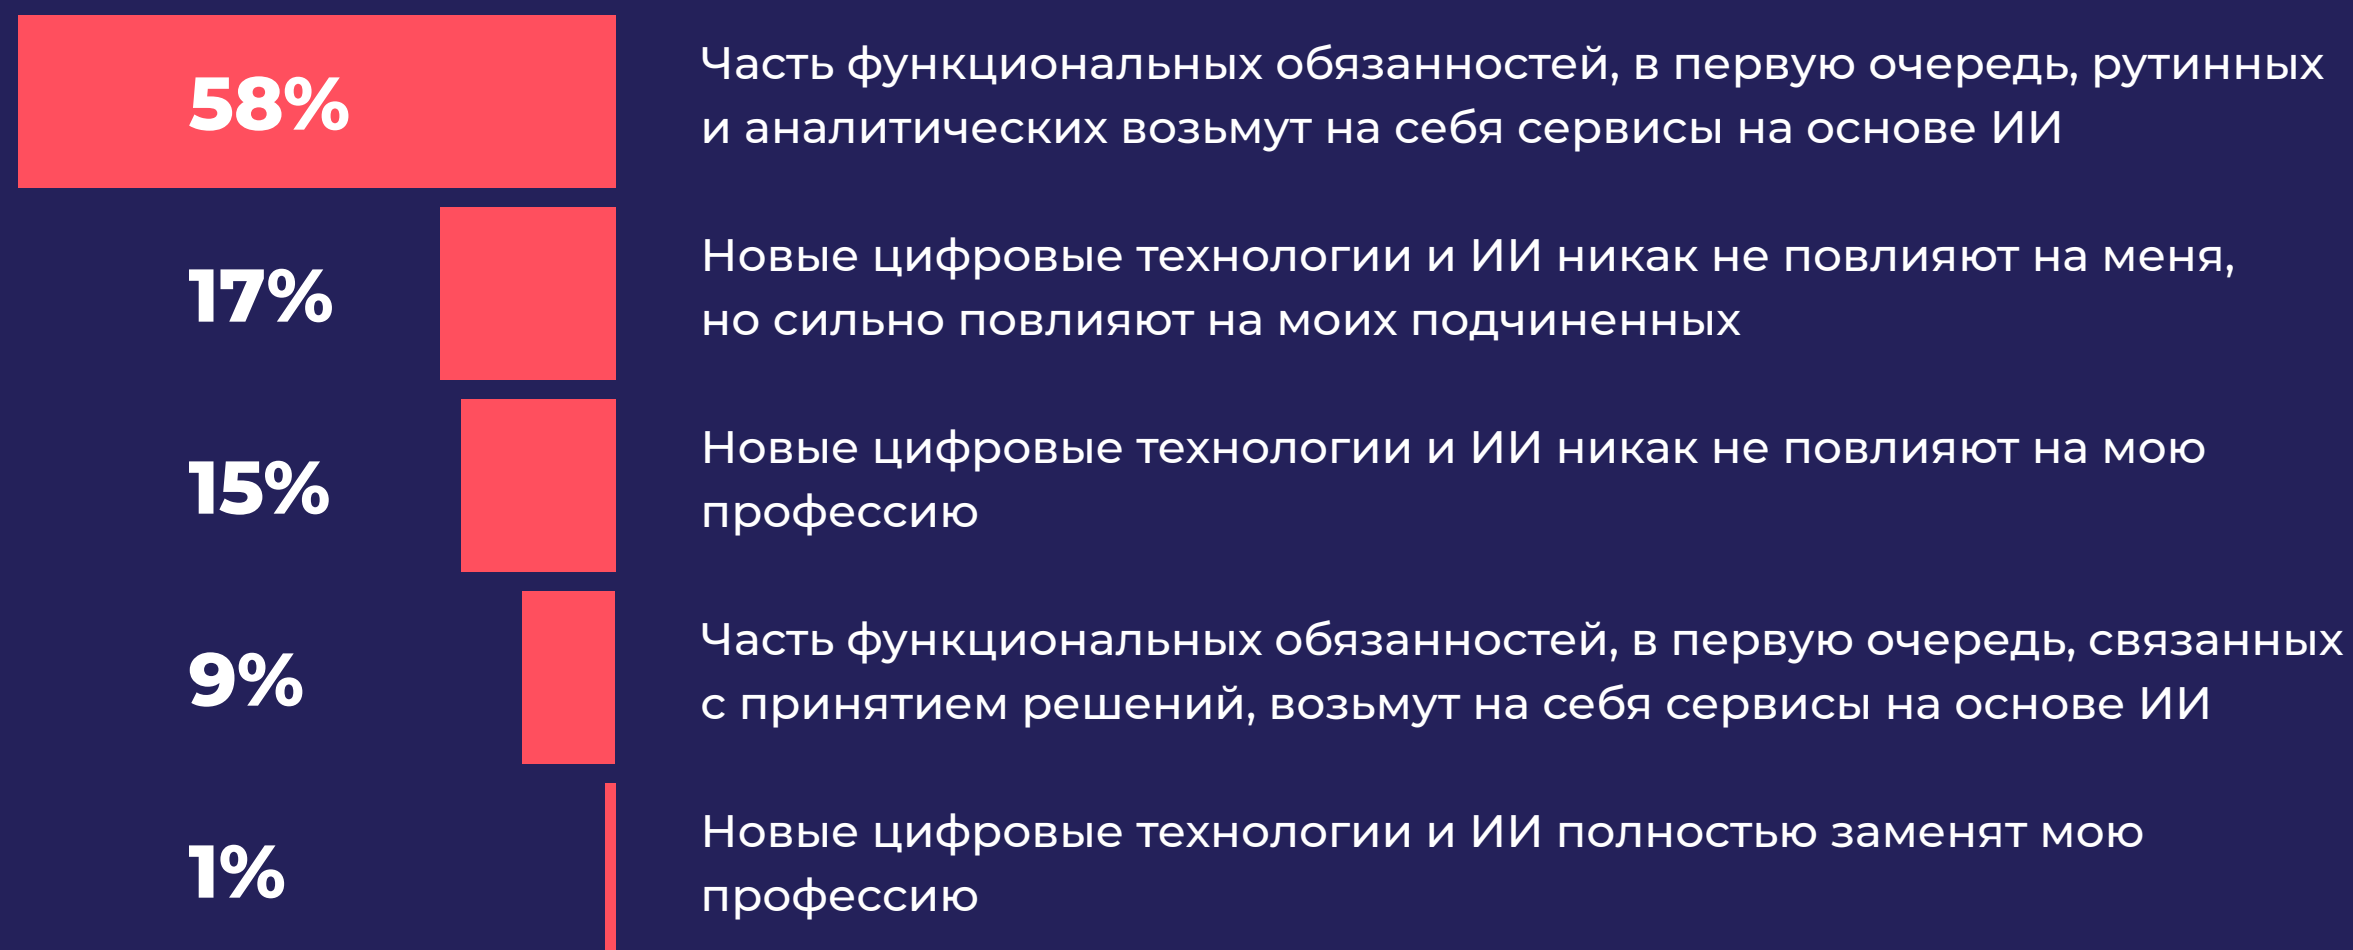 58%
Часть функциональных обязанностей, в первую очередь, рутинных
и аналитических возьмут на себя сервисы на основе ИИ
17%
Новые цифровые технологии и ИИ никак не повлияют на меня,
но сильно повлияют на моих подчиненных
15%
Новые цифровые технологии и ИИ никак не повлияют на мою
профессию
9%
Часть функциональных обязанностей, в первую очередь, связанных
с принятием решений, возьмут на себя сервисы на основе ИИ
1%
Новые цифровые технологии и ИИ полностью заменят мою
профессию